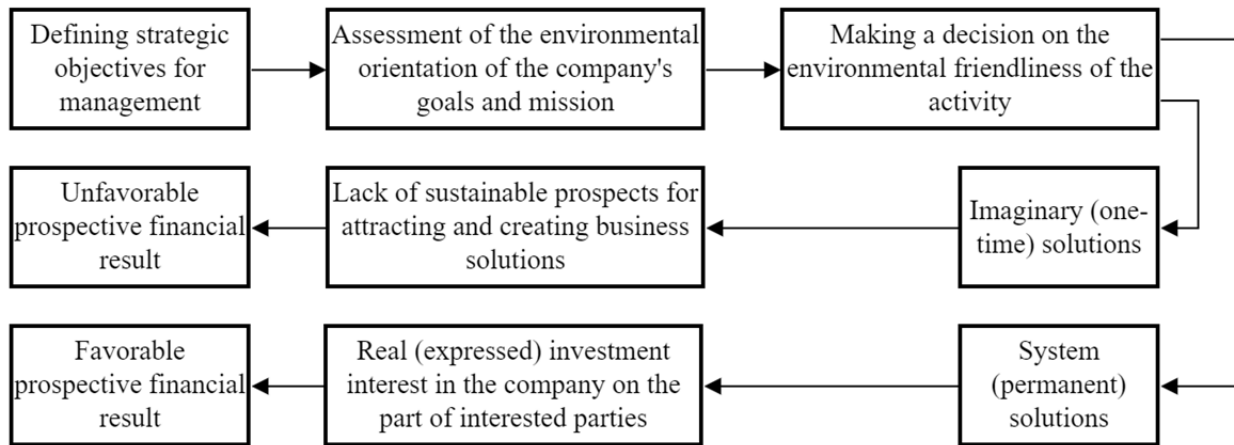 Defining strategic
objectives for
management
Assessment of the environmental
orientation of the company's
goals and mission
Making a decision on the
environmental friendliness of the
activity
Unfavorable
prospective financial
result
Lack of sustainable prospects for
attracting and creating business
solutions
Imaginary (one-
time) solutions
Favorable
prospective financial
result
Real (expressed) investment
interest in the company on the
part of interested parties
System
(permanent)
solutions